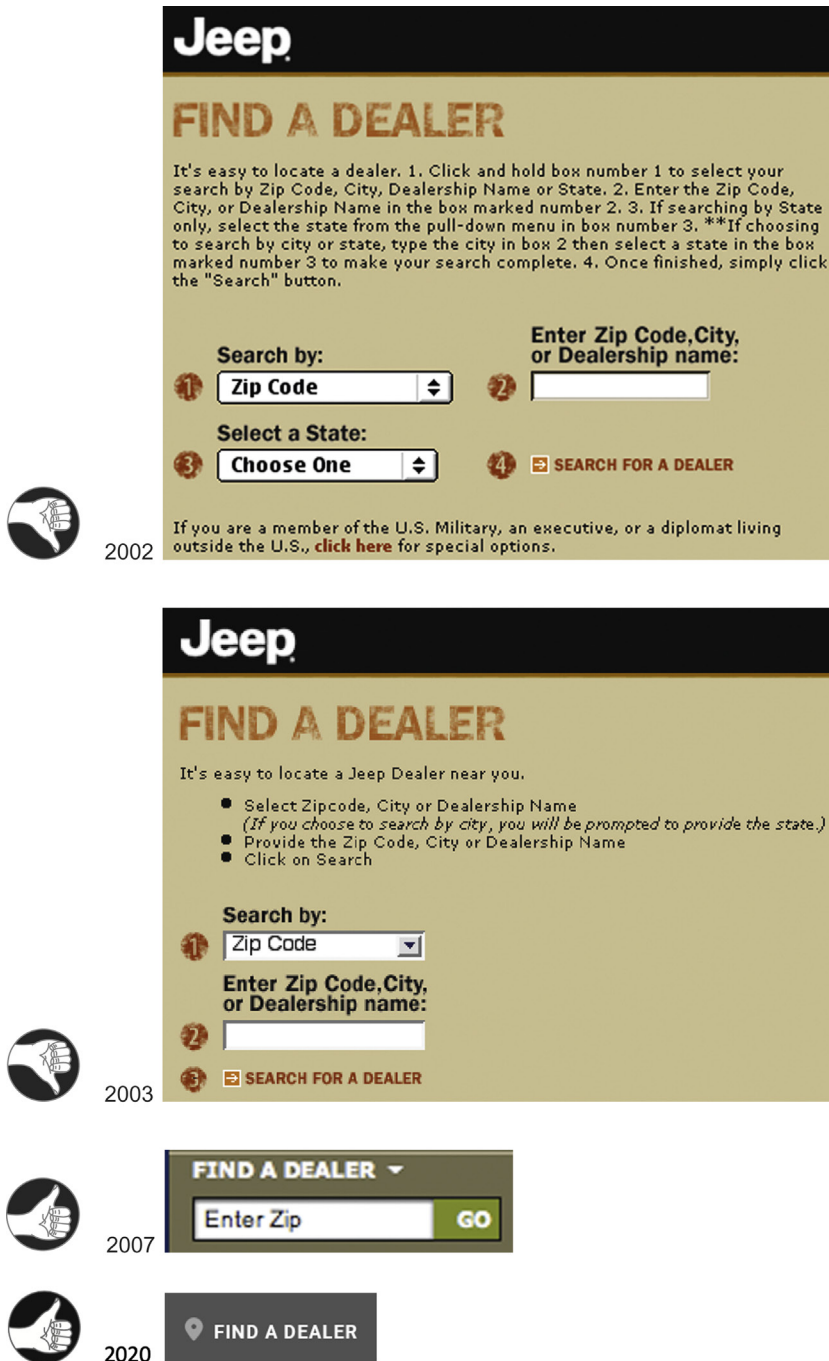 Jeep
FIND A DEALER
It's easy to locate a dealer. 1. Click and hold box number 1 to select your
search by Zip Code, City, Dealership Name or State. 2. Enter the Zip Code,
City, or Dealership Name in the box marked number 2. 3. If searching by State
only, select the state from the pull-down menu in box number 3. **If choosing
to search by city or state, type the city in box 2 then select a state in the box
marked number 3 to make your search complete. 4. Once finished, simply click
the "Search" button.
Search by:
1 Zip Code
Enter Zip Code,City,
or Dealership name:
2
Select a State:
3 Choose One
4 SEARCH FOR A DEALER
If you are a member of the U.S. Military, an executive, or a diplomat living
outside the U.S., click here for special options.
2002
Jeep
FIND A DEALER
It's easy to locate a Jeep Dealer near you.
Select Zipcode, City or Dealership Name
(If you choose to search by city, you will be prompted to provide the state.)
Provide the Zip Code, City or Dealership Name
Click on Search
Search by:
1 Zip Code
Enter Zip Code,City,
or Dealership name:
2
3 SEARCH FOR A DEALER
2003
FIND A DEALER
Enter Zip GO
2007
FIND A DEALER
2020